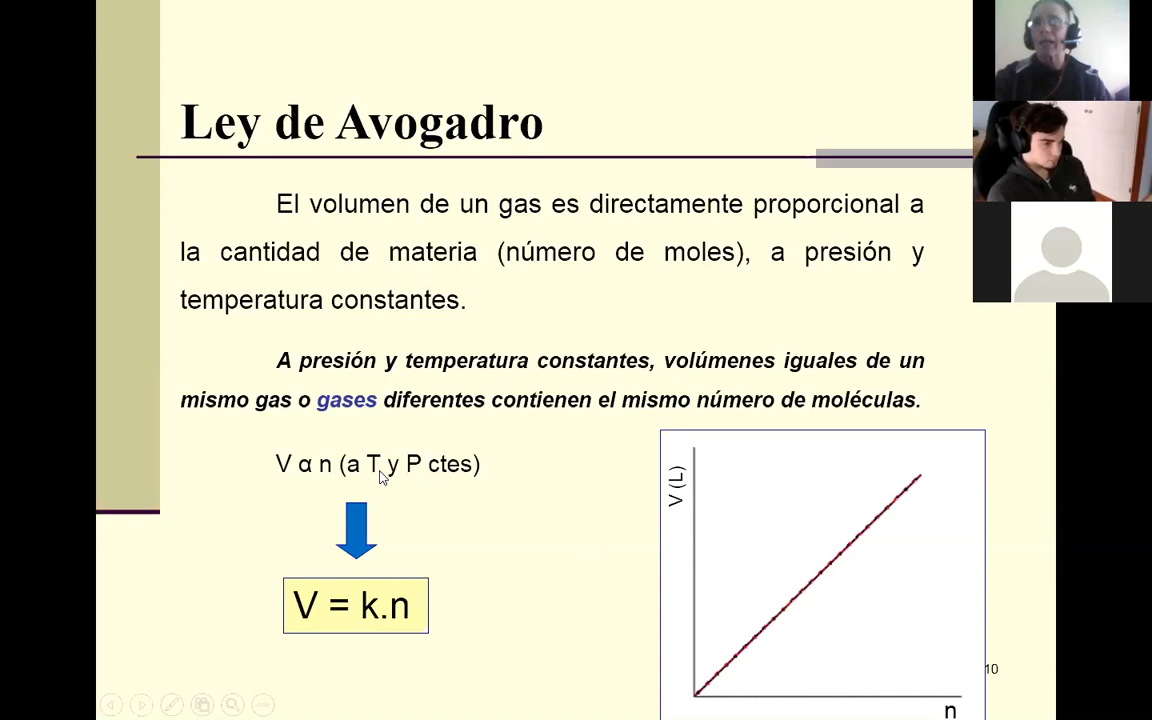 Ley de Avogadro
El volumen de un gas es directamente proporcional a
la cantidad de materia (número de moles), a presión y
temperatura constantes.
A presión y temperatura constantes, volúmenes iguales de un
mismo gas o gases diferentes contienen el mismo número de moléculas.
V α n (a T y P ctes)
V = k.n
V (L)
n
10